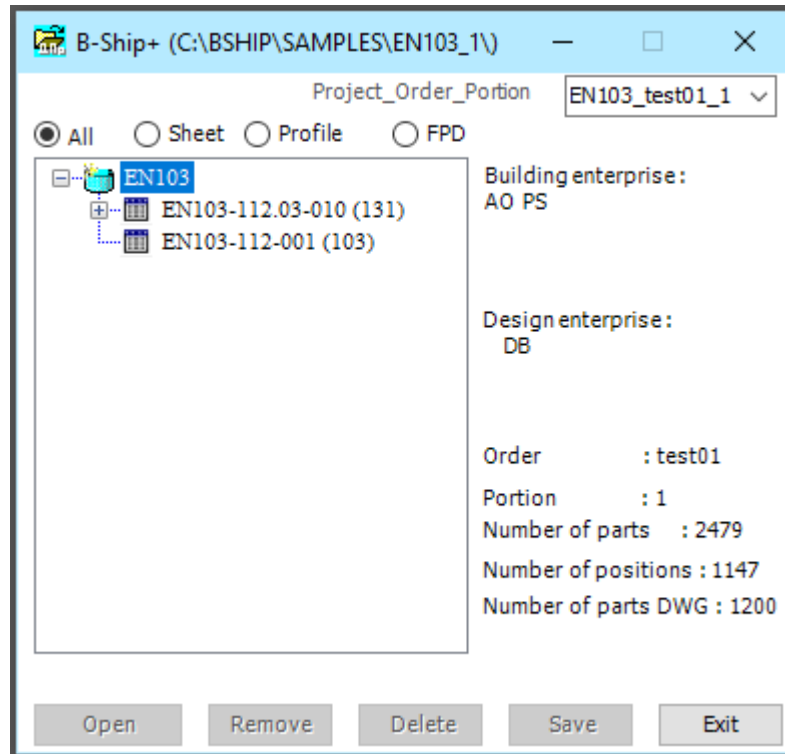 B-Ship+ (C:\BSHIP\SAMPLES\EN103_1\)
Project_Order_Portion
EN103_test01_1
All
Sheet
Profile
FPD
EN103
EN103-112.03-010 (131)
EN103-112-001 (103)
Building enterprise:
AO PS
Design enterprise:
DB
Order : test01
Portion : 1
Number of parts : 2479
Number of positions : 1147
Number of parts DWG : 1200
Open
Remove
Delete
Save
Exit